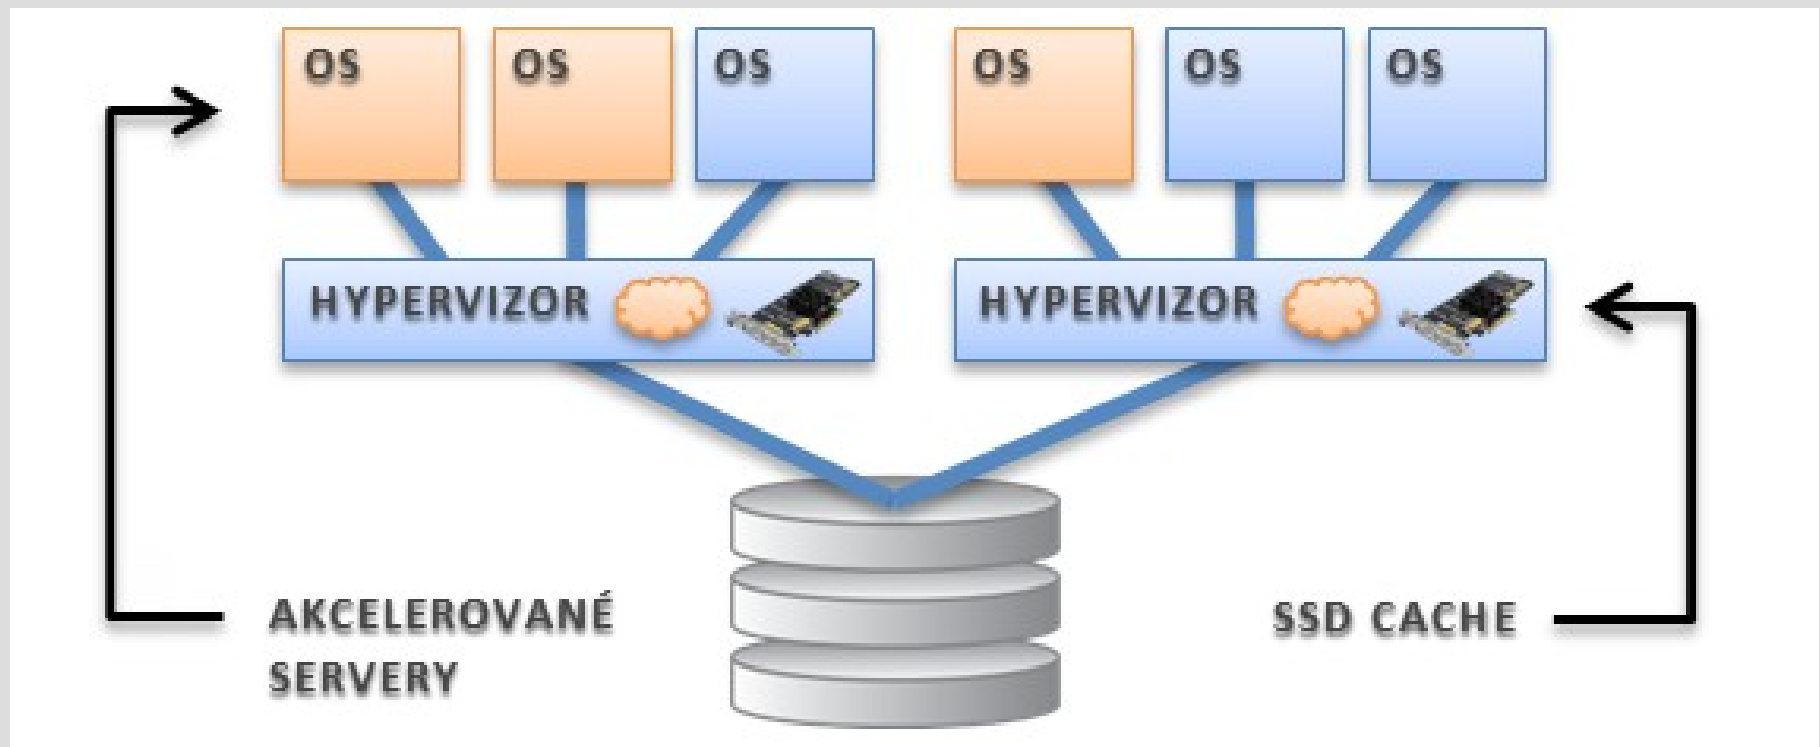 OS
OS
OS
OS
OS
OS
HYPERVIZOR
HYPERVIZOR
AKCELEROVANÉ
SERVERY
SSD CACHE